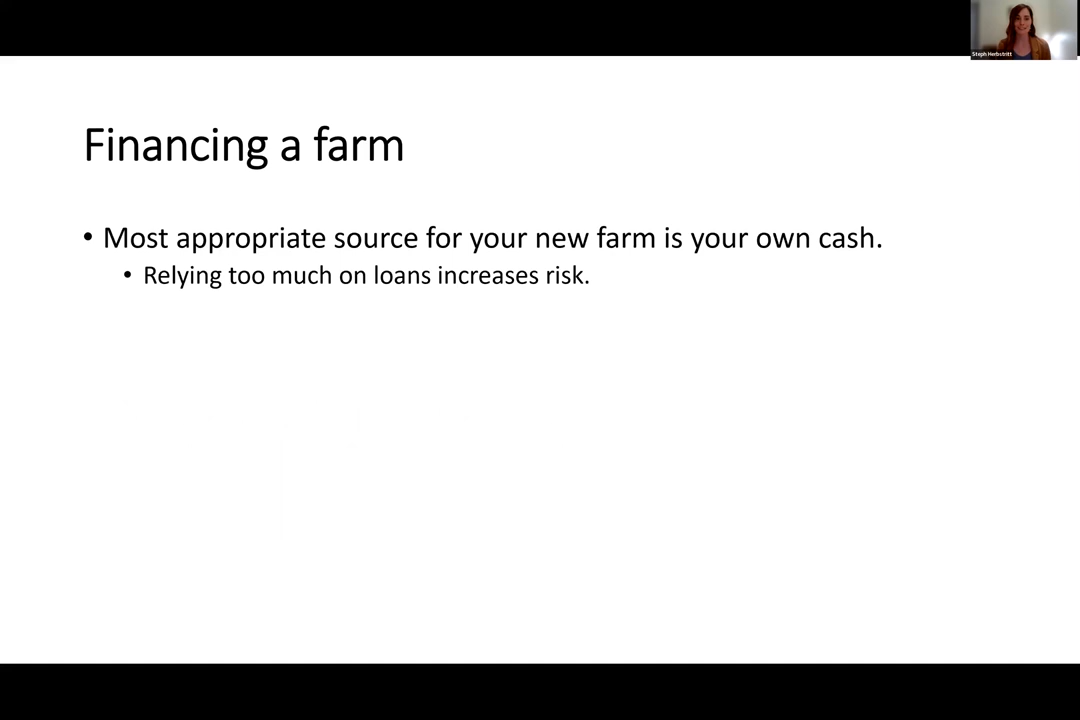 Steph Herbstritt
Financing a farm
• Most appropriate source for your new farm is your own cash.
• Relying too much on loans increases risk.